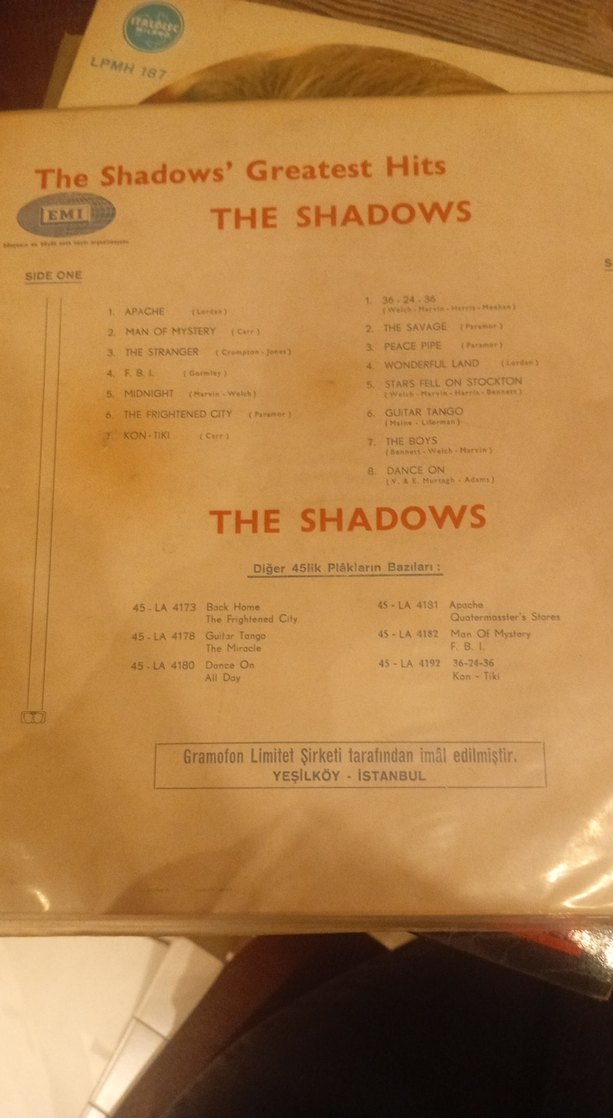 ITALDISC
MILANO
LPMH 187
The Shadows' Greatest Hits
EMI
THE SHADOWS
SIDE ONE
1. APACHE (Lordan)
2. MAN OF MYSTERY (Carr)
3. THE STRANGER (Crompton - Jones)
4. F. B. I. (Gormley)
5. MIDNIGHT (Marvin - Welch)
6. THE FRIGHTENED CITY (Paramor)
7. KON - TIKI (Carr)
S
1. 36 - 24 - 36
(Welch - Marvin - Harris - Meehan)
2. THE SAVAGE (Paramor)
3. PEACE PIPE (Paramor)
4. WONDERFUL LAND (Lordan)
5. STARS FELL ON STOCKTON
(Welch - Marvin - Harris - Bennett)
6. GUITAR TANGO
(Maine - Liferman)
7. THE BOYS
(Bennett - Welch - Marvin)
8. DANCE ON
(V. & E. Murtagh - Adams)
THE SHADOWS
Diğer 45lik Plâkların Bazıları :
45 - LA 4173 Back Home
The Frightened City
45 - LA 4178 Guitar Tango
The Miracle
45 - LA 4180 Dance On
All Day
45 - LA 4181 Apache
Quatermasster's Stores
45 - LA 4182 Man Of Mystery
F. B. I.
45 - LA 4192 36-24-36
Kon - Tiki
Gramofon Limitet Şirketi tarafından imâl edilmiştir.
YEŞİLKÖY - İSTANBUL